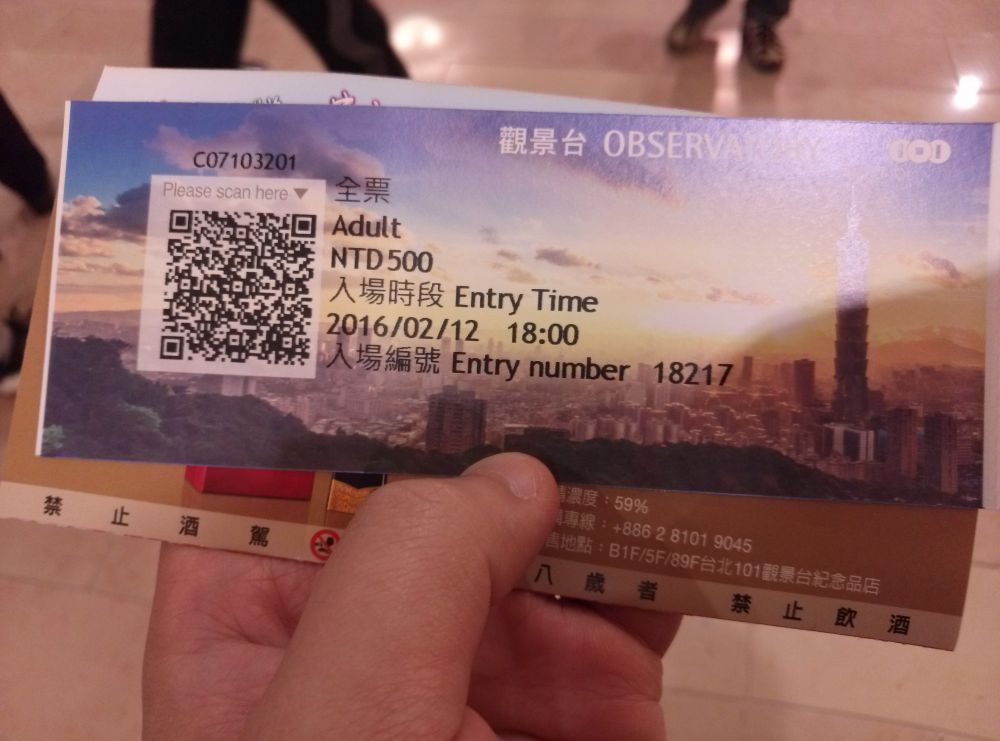 觀景台 OBSERVATORY
C07103201
Please scan here
全票
Adult
NTD 500
入場時段 Entry Time
2016/02/12 18:00
入場編號 Entry number 18217
濃度：59%
專線：+886 2 8101 9045
售地點：B1F/5F/89F台北101觀景台紀念品店
禁止酒駕
八歲者 禁止飲酒